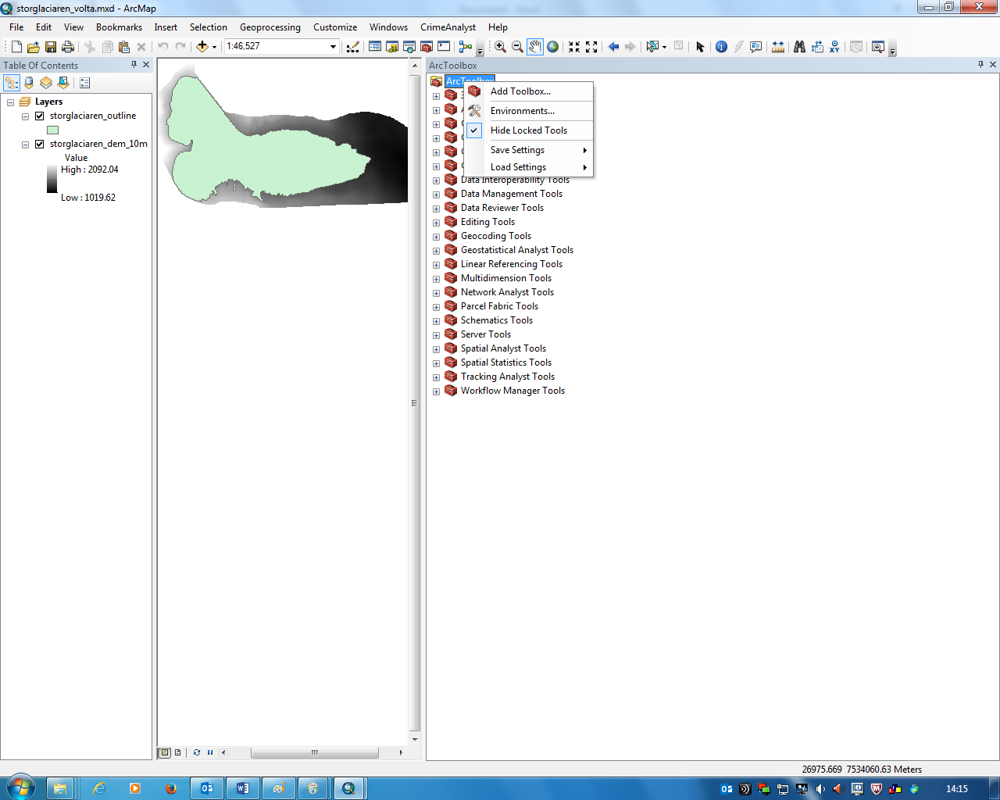 storglaciaren_volta.mxd - ArcMap
File Edit View Bookmarks Insert Selection Geoprocessing Customize Windows CrimeAnalyst Help
1:46,527
Table Of Contents
Layers
storglaciaren_outline
storglaciaren_dem_10m
Value
High : 2092.04
Low : 1019.62
ArcToolbox
ArcToolbox
Add Toolbox...
Environments...
Hide Locked Tools
Save Settings
Load Settings
Data Interoperability Tools
Data Management Tools
Data Reviewer Tools
Editing Tools
Geocoding Tools
Geostatistical Analyst Tools
Linear Referencing Tools
Multidimension Tools
Network Analyst Tools
Parcel Fabric Tools
Schematics Tools
Server Tools
Spatial Analyst Tools
Spatial Statistics Tools
Tracking Analyst Tools
Workflow Manager Tools
26975.669 7534060.63 Meters
14:15